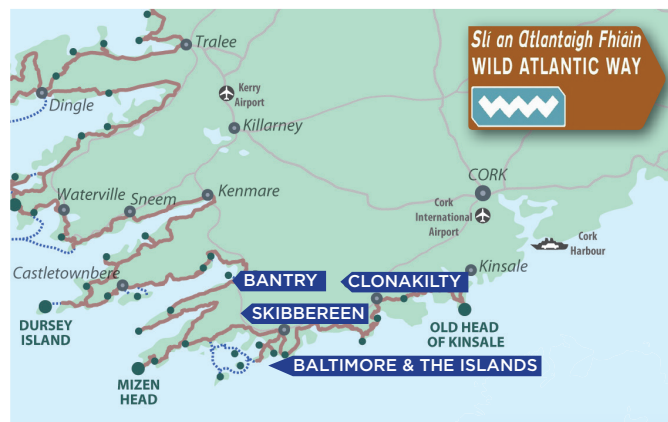 Slí an Atlantaigh Fhiáin
WILD ATLANTIC WAY
Tralee
Kerry
Airport
Dingle
Killarney
CORK
Waterville
Sneem
Kenmare
Cork
International
Airport
Cork
Harbour
Castletownbere
BANTRY
CLONAKILTY
Kinsale
SKIBBEREEN
DURSEY
ISLAND
OLD HEAD
OF KINSALE
MIZEN
HEAD
BALTIMORE & THE ISLANDS